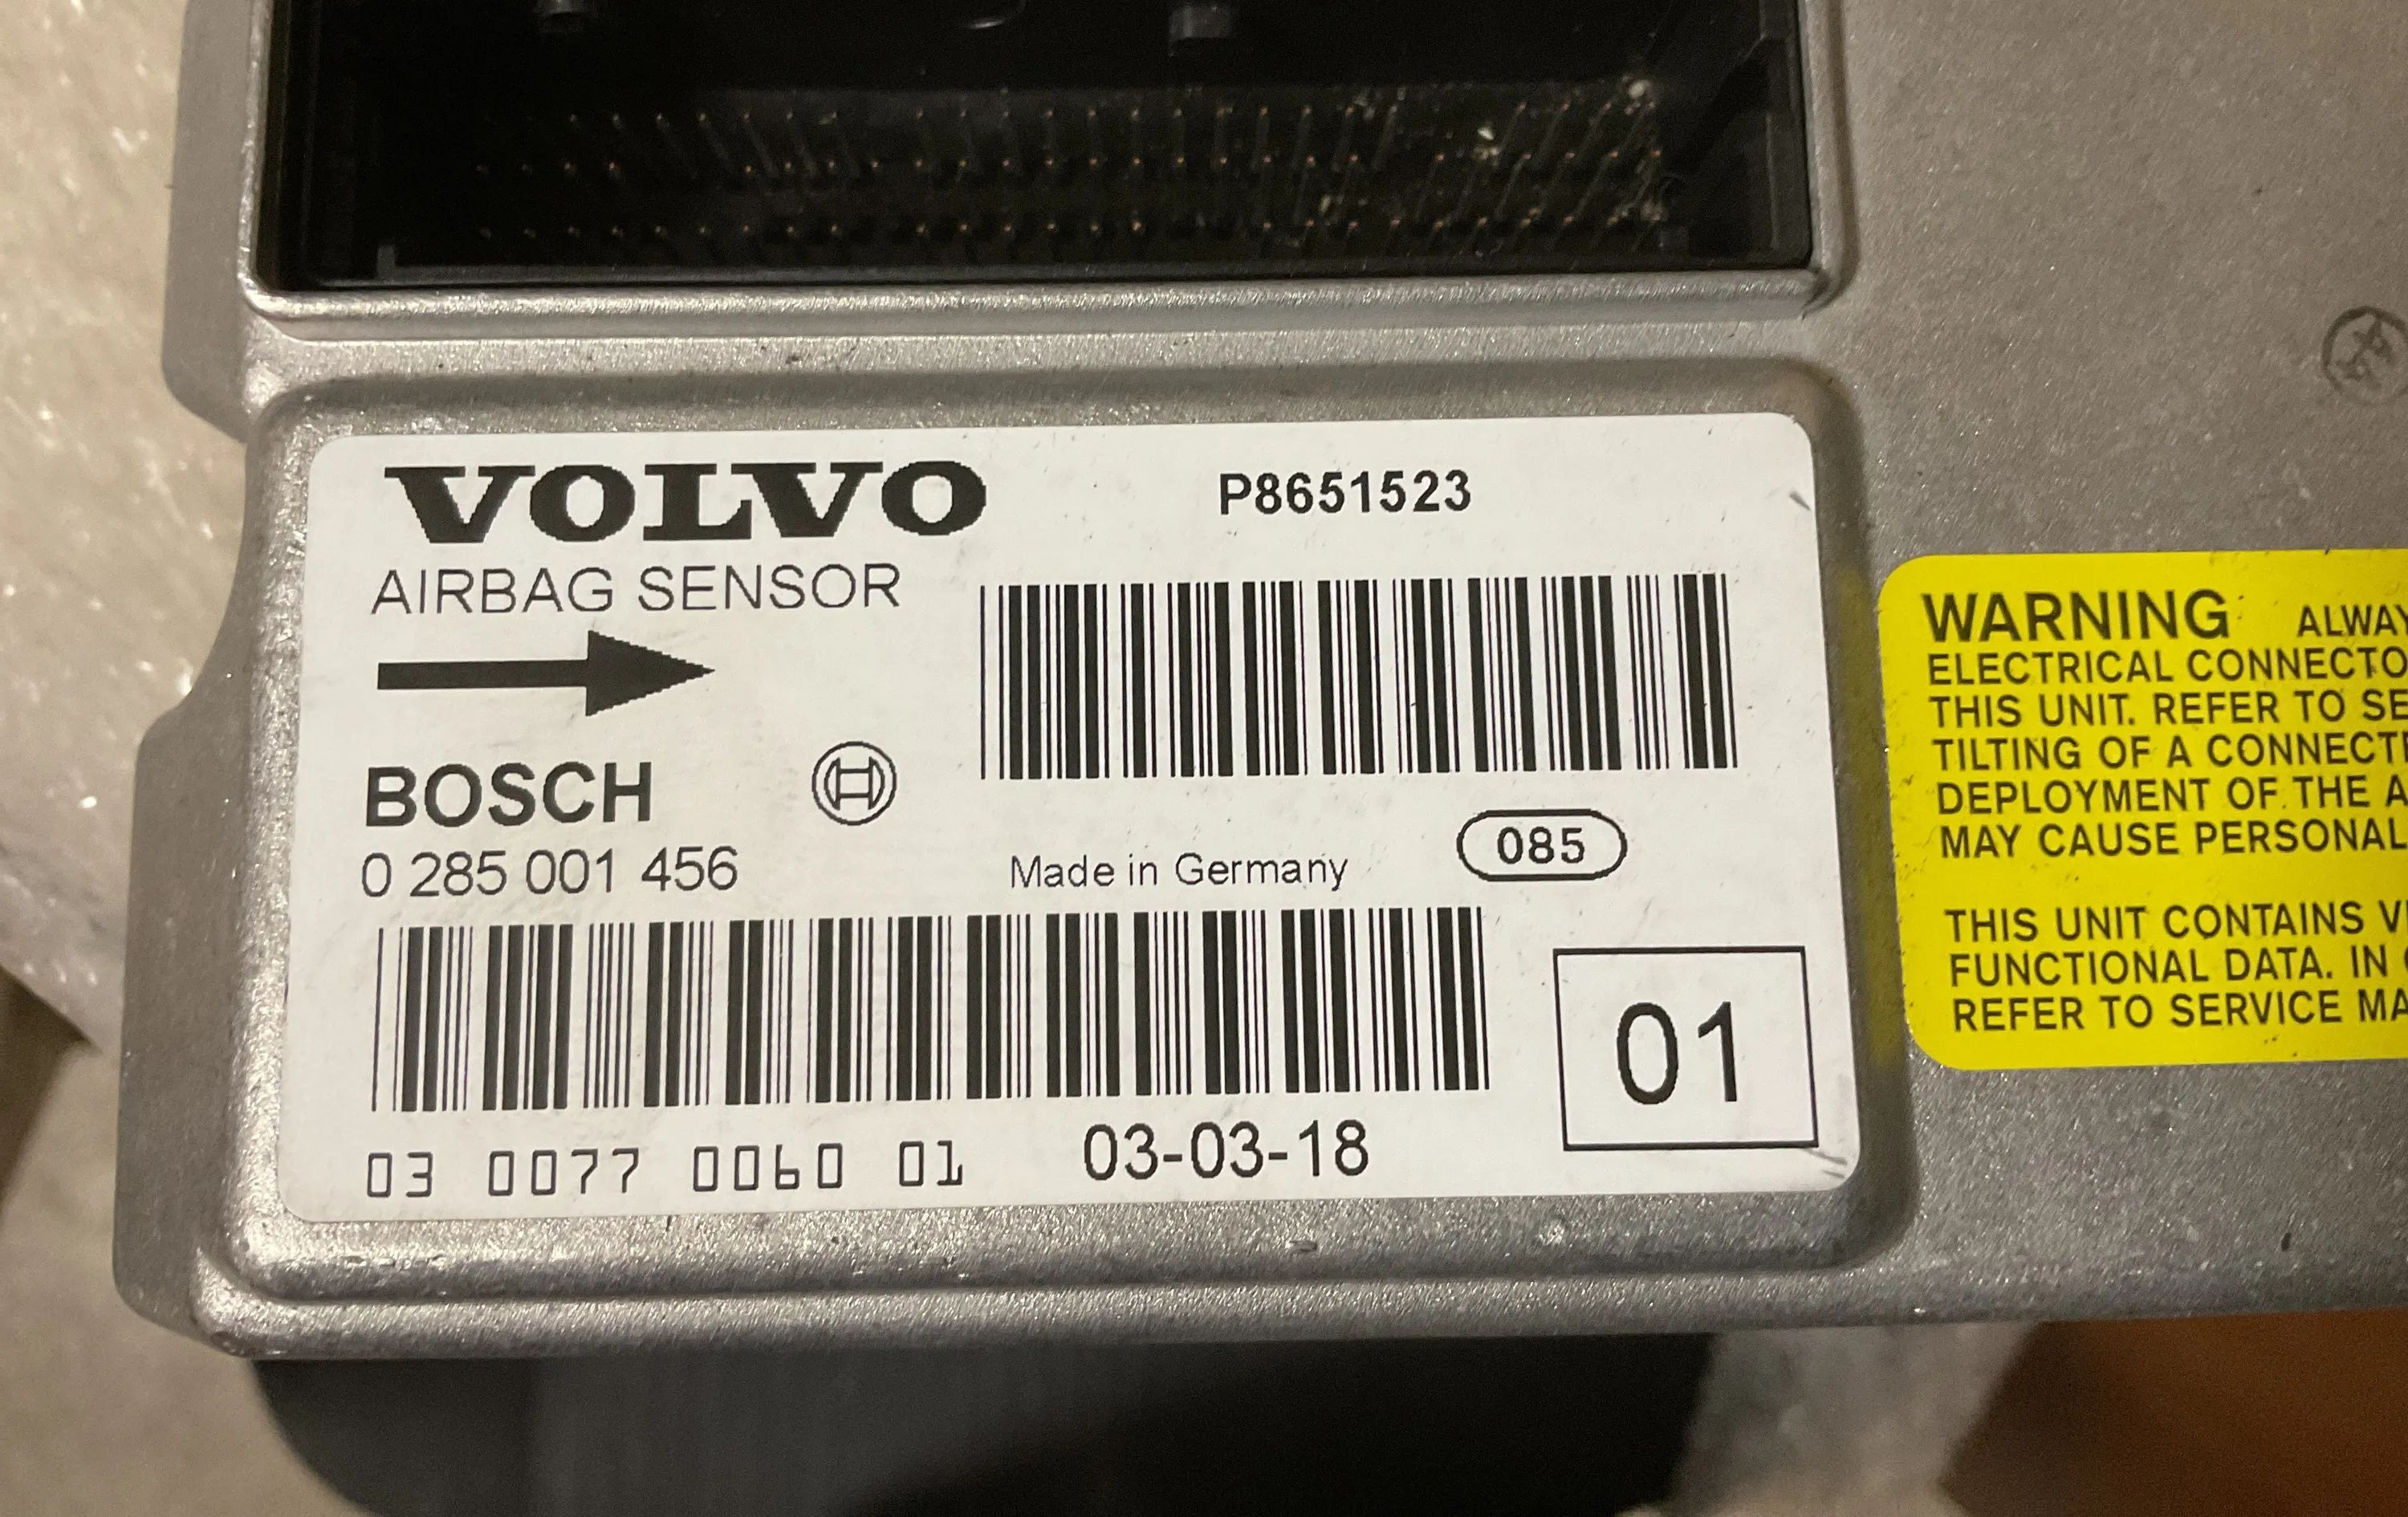 VOLVO
P8651523
AIRBAG SENSOR
BOSCH
0 285 001 456
Made in Germany
085
01
03 0077 0060 01
03-03-18
WARNING
ELECTRICAL
THIS UNIT. REFER TO
TILTING OF A
DEPLOYMENT OF THE
MAY CAUSE PERSONAL
THIS UNIT CONTAINS
FUNCTIONAL DATA. IN
REFER TO SERVICE